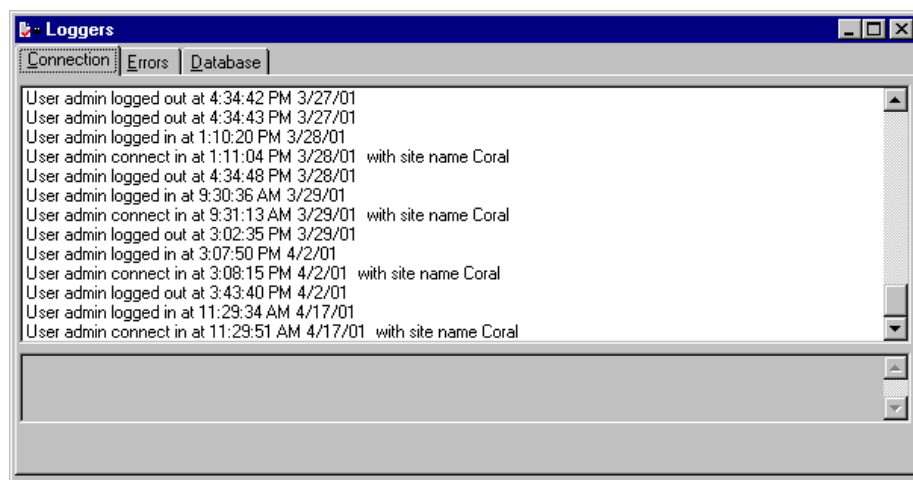 Loggers
Connection Errors Database
User admin logged out at 4:34:42 PM 3/27/01
User admin logged out at 4:34:43 PM 3/27/01
User admin logged in at 1:10:20 PM 3/28/01
User admin connect in at 1:11:04 PM 3/28/01 with site name Coral
User admin logged out at 4:34:48 PM 3/28/01
User admin logged in at 9:30:36 AM 3/29/01
User admin connect in at 9:31:13 AM 3/29/01 with site name Coral
User admin logged out at 3:02:35 PM 3/29/01
User admin logged in at 3:07:50 PM 4/2/01
User admin connect in at 3:08:15 PM 4/2/01 with site name Coral
User admin logged out at 3:43:40 PM 4/2/01
User admin logged in at 11:29:34 AM 4/17/01
User admin connect in at 11:29:51 AM 4/17/01 with site name Coral